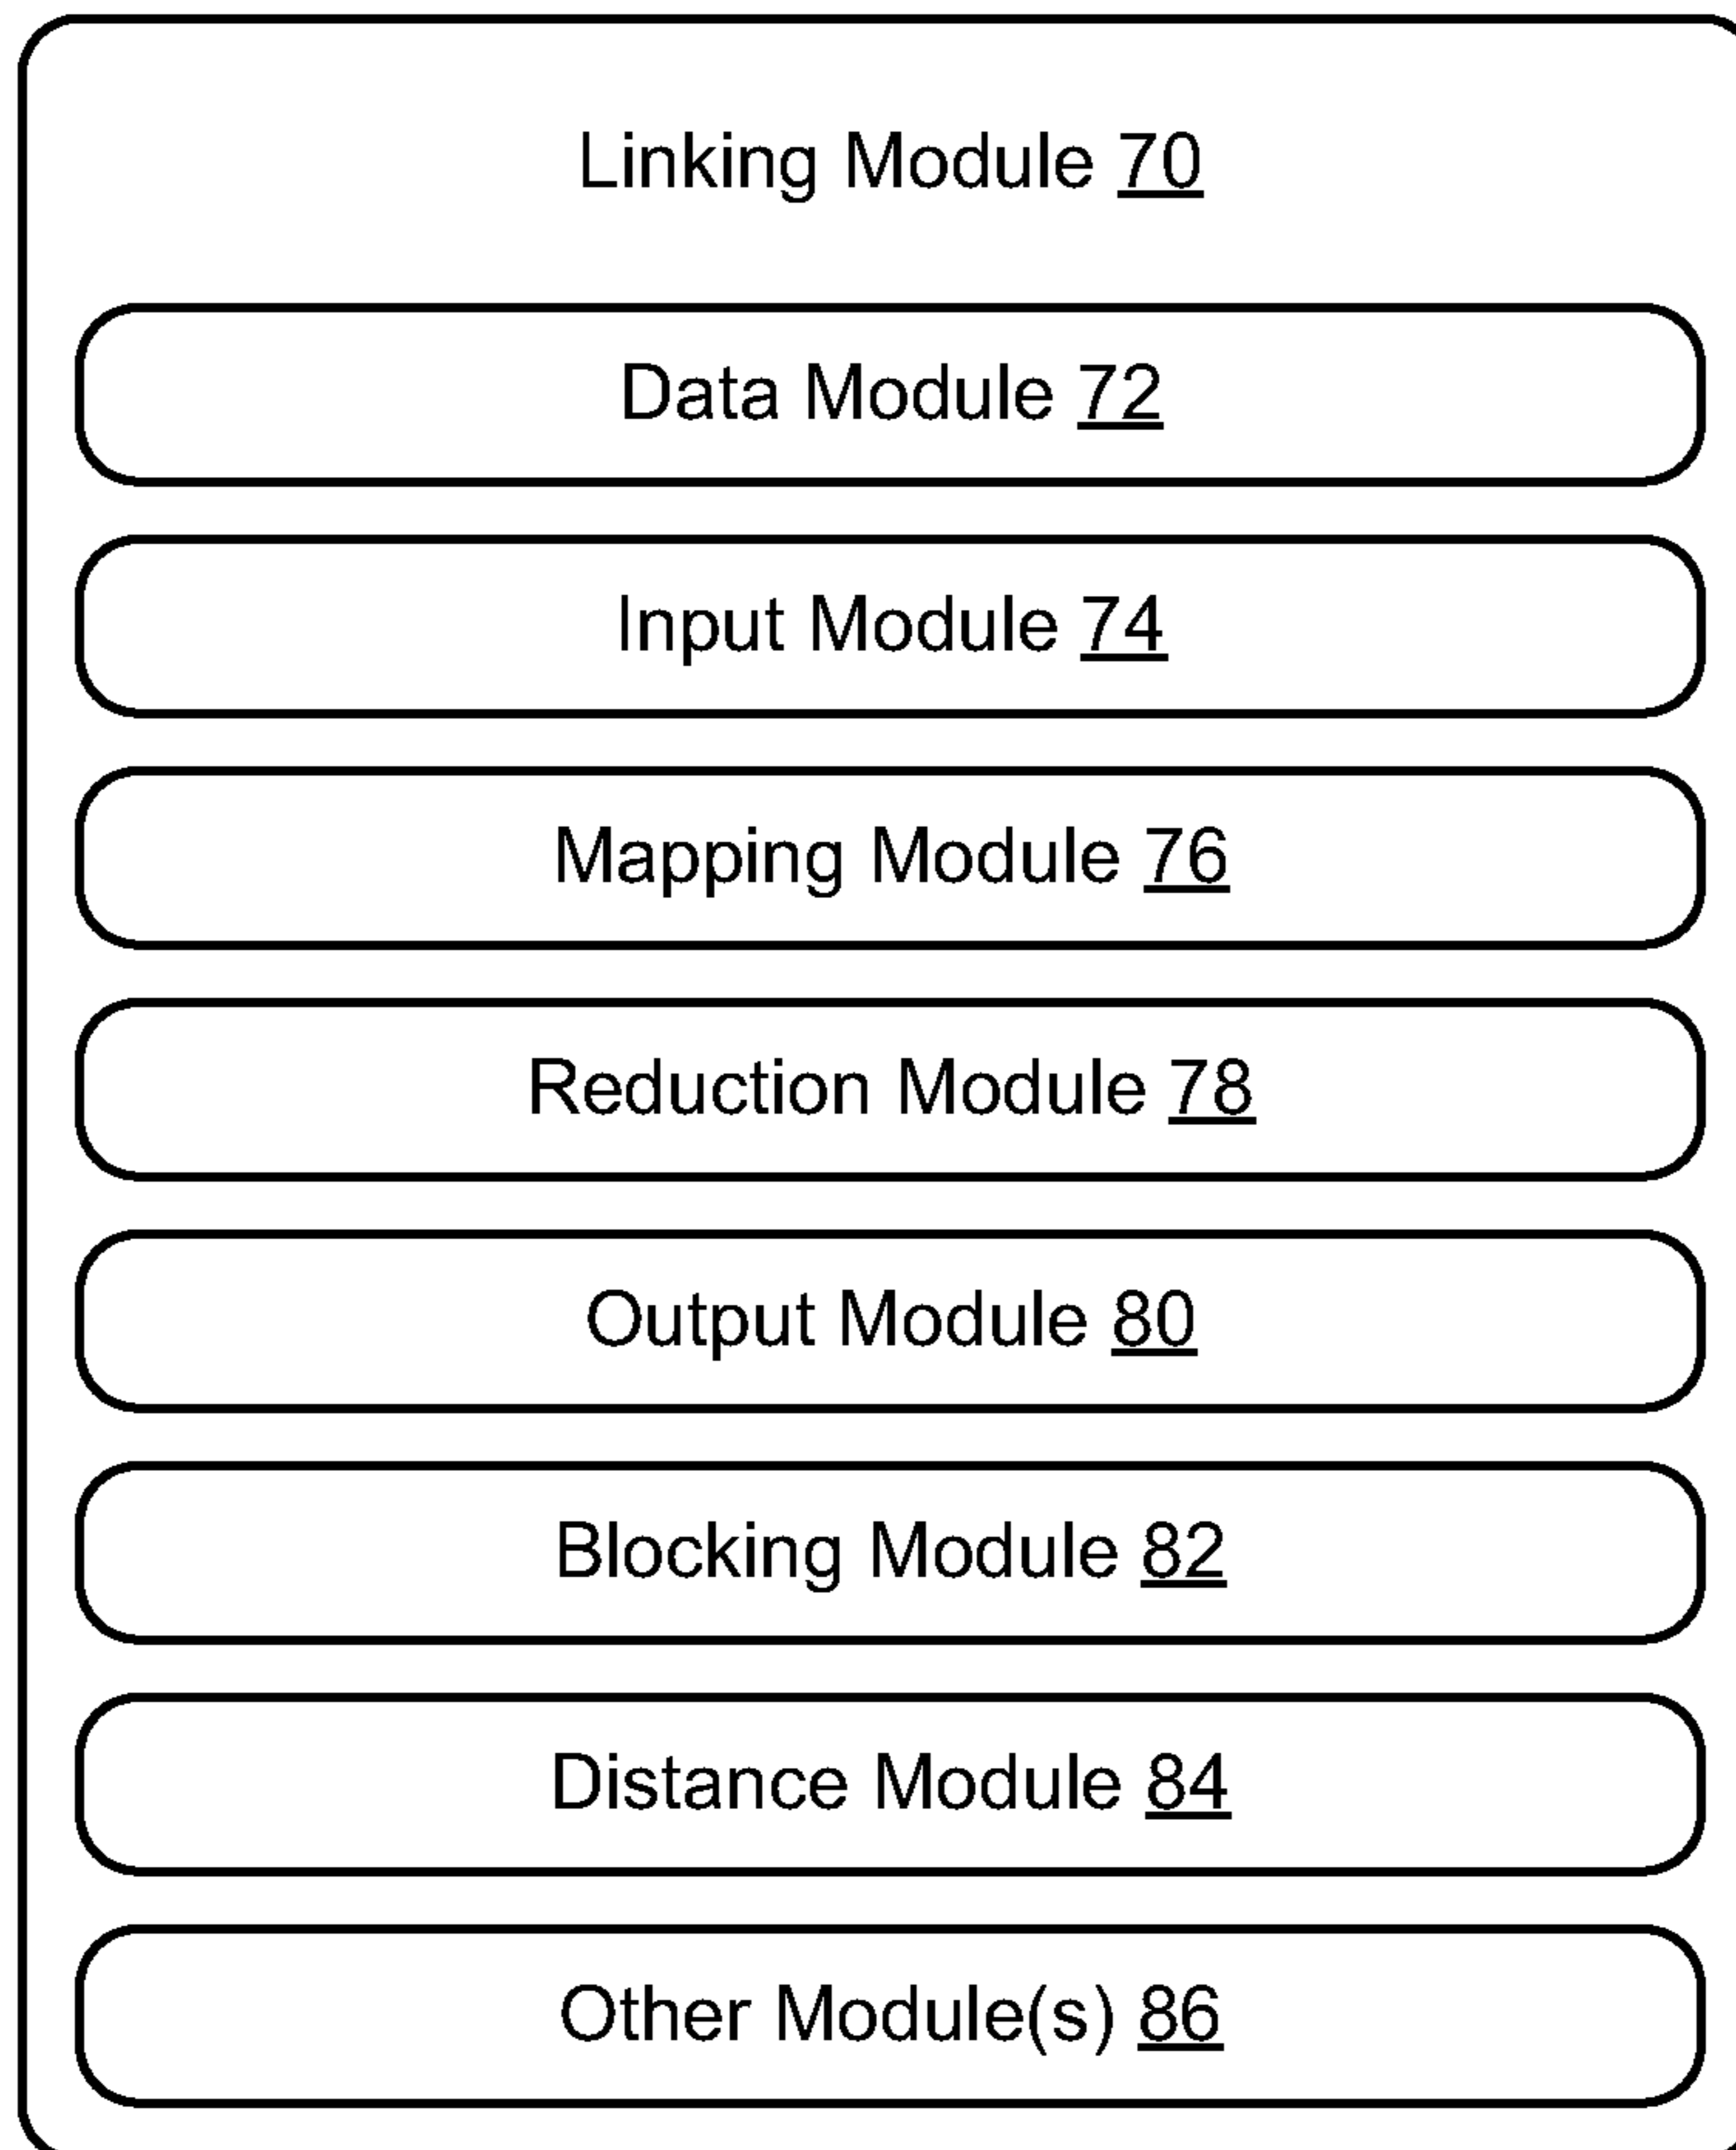 Linking Module 70
Data Module 72
Input Module 74
Mapping Module 76
Reduction Module 78
Output Module 80
Blocking Module 82
Distance Module 84
Other Module(s) 86